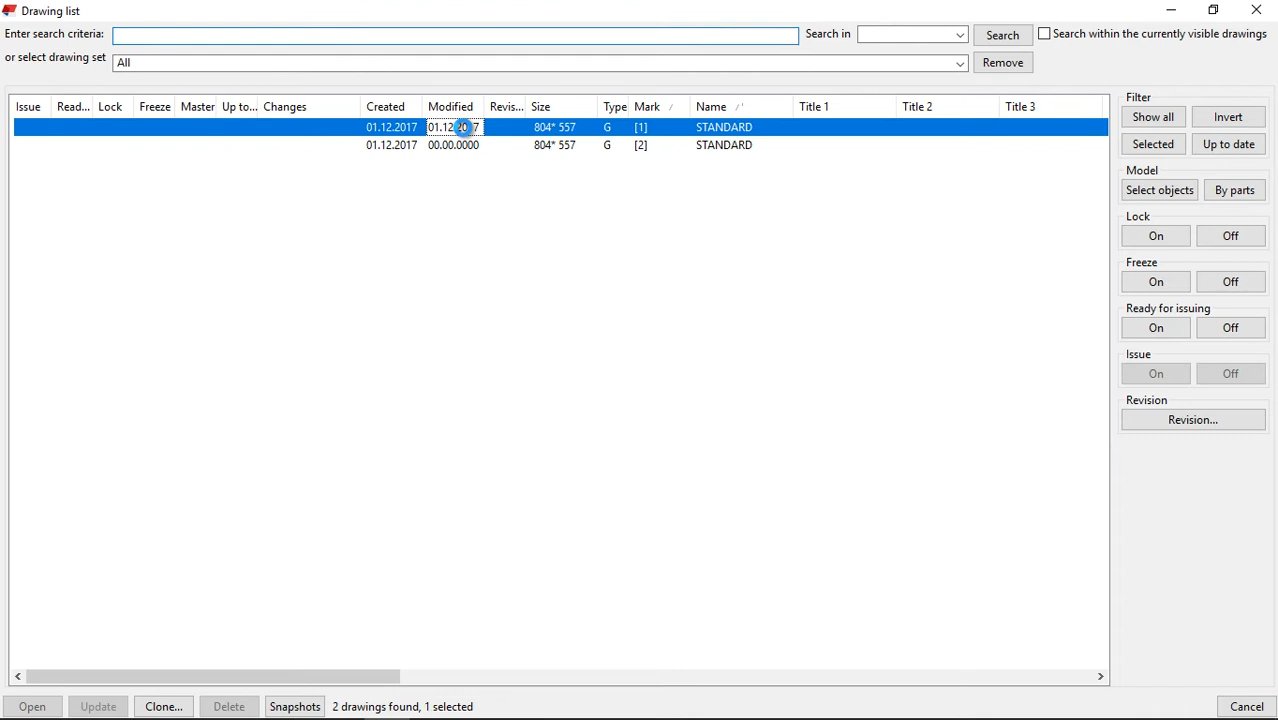 Drawing list
Enter search criteria: Search in Search Search within the currently visible drawings
or select drawing set All Remove
Issue Read... Lock Freeze Master Up to... Changes Created Modified Revis... Size Type Mark Name Title 1 Title 2 Title 3
01.12.2017 01.12.2017 804* 557 G [1] STANDARD
01.12.2017 00.00.0000 804* 557 G [2] STANDARD
Filter
Show all Invert
Selected Up to date
Model
Select objects By parts
Lock
On Off
Freeze
On Off
Ready for issuing
On Off
Issue
On Off
Revision
Revision...
Open Update Clone... Delete Snapshots 2 drawings found, 1 selected Cancel